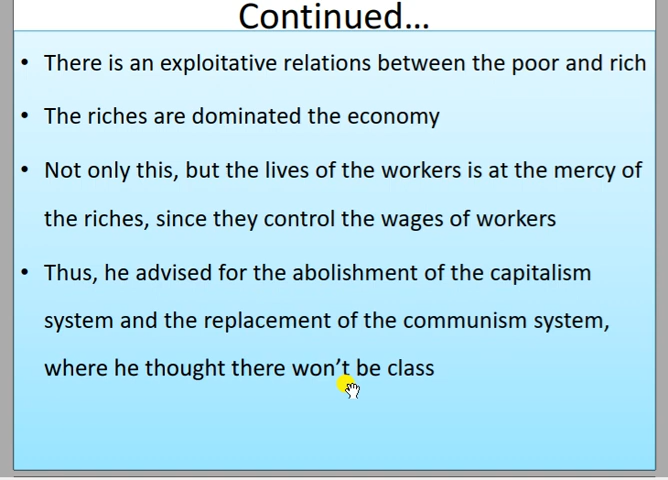 Continued…
• There is an exploitative relations between the poor and rich
• The riches are dominated the economy
• Not only this, but the lives of the workers is at the mercy of
the riches, since they control the wages of workers
• Thus, he advised for the abolishment of the capitalism
system and the replacement of the communism system,
where he thought there won’t be class